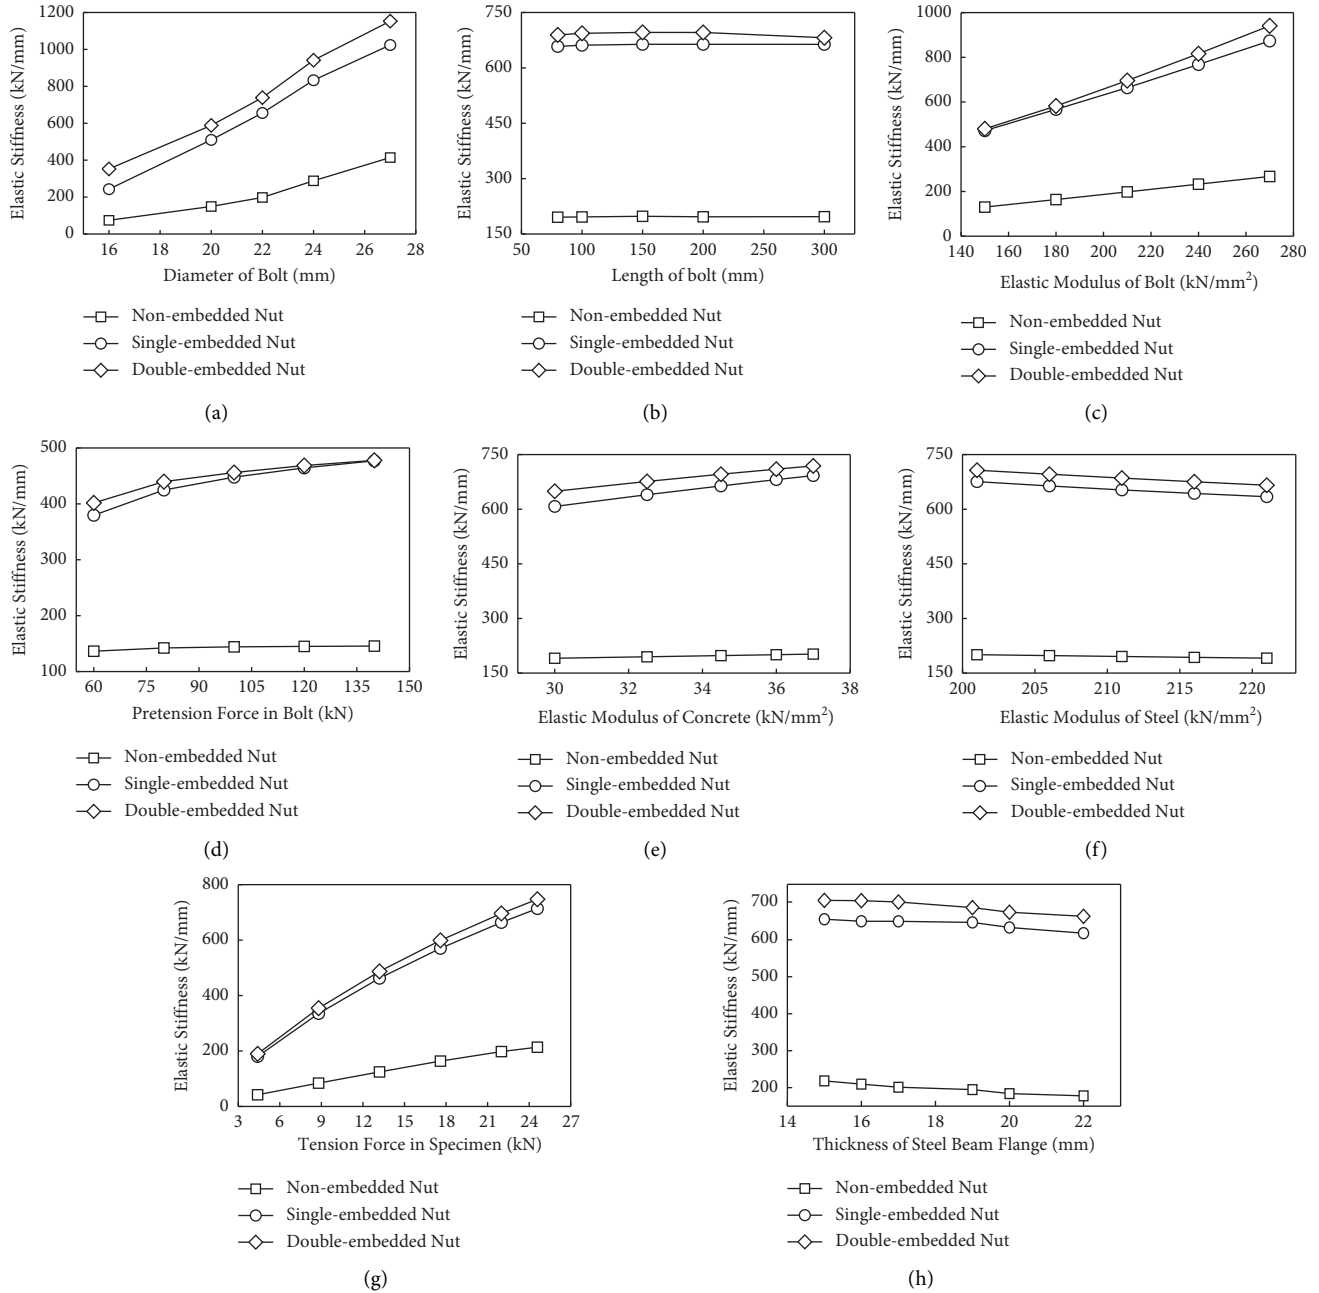 Elastic Stiffness (kN/mm)
1200
1000
800
600
400
200
0
16 18 20 22 24 26 28
Diameter of Bolt (mm)
Non-embedded Nut
Single-embedded Nut
Double-embedded Nut
(a)
Elastic Stiffness (kN/mm)
750
600
450
300
150
50 100 150 200 250 300
Length of bolt (mm)
Non-embedded Nut
Single-embedded Nut
Double-embedded Nut
(b)
Elastic Stiffness (kN/mm)
1000
800
600
400
200
0
140 160 180 200 220 240 260 280
Elastic Modulus of Bolt (kN/mm²)
Non-embedded Nut
Single-embedded Nut
Double-embedded Nut
(c)
Elastic Stiffness (kN/mm)
500
400
300
200
100
60 75 90 105 120 135 150
Pretension Force in Bolt (kN)
Non-embedded Nut
Single-embedded Nut
Double-embedded Nut
(d)
Elastic Stiffness (kN/mm)
750
600
450
300
150
30 32 34 36 38
Elastic Modulus of Concrete (kN/mm²)
Non-embedded Nut
Single-embedded Nut
Double-embedded Nut
(e)
Elastic Stiffness (kN/mm)
750
600
450
300
150
200 205 210 215 220
Elastic Modulus of Steel (kN/mm²)
Non-embedded Nut
Single-embedded Nut
Double-embedded Nut
(f)
Elastic Stiffness (kN/mm)
800
600
400
200
0
3 6 9 12 15 18 21 24 27
Tension Force in Specimen (kN)
Non-embedded Nut
Single-embedded Nut
Double-embedded Nut
(g)
Elastic Stiffness (kN/mm)
700
600
500
400
300
200
14 16 18 20 22
Thickness of Steel Beam Flange (mm)
Non-embedded Nut
Single-embedded Nut
Double-embedded Nut
(h)